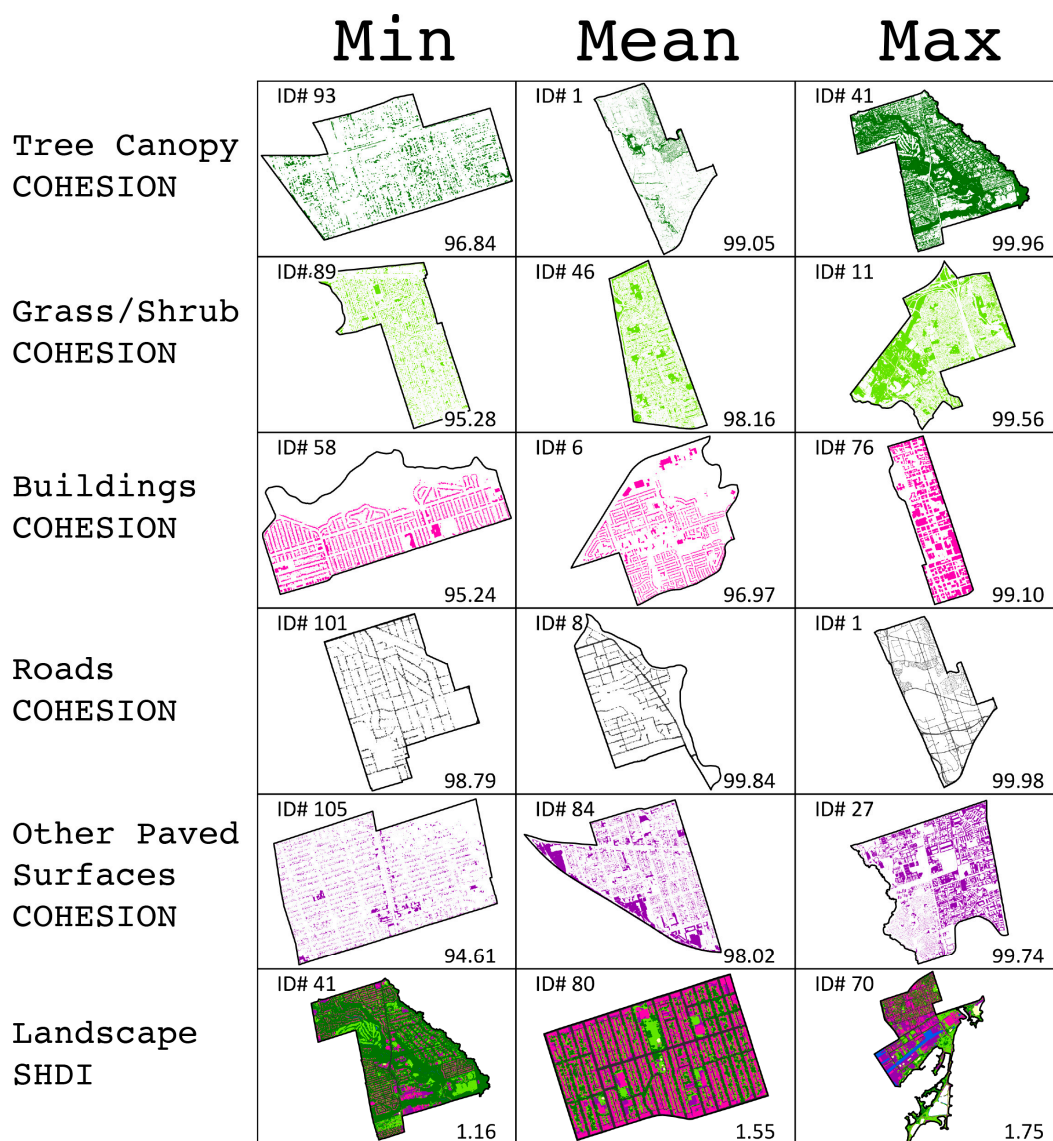 Min Mean Max
ID# 93 ID# 1 ID# 41
Tree Canopy
COHESION
96.84 99.05 99.96
ID# 89 ID# 46 ID# 11
Grass/Shrub
COHESION
95.28 98.16 99.56
ID# 58 ID# 6 ID# 76
Buildings
COHESION
95.24 96.97 99.10
ID# 101 ID# 8 ID# 1
Roads
COHESION
98.79 99.84 99.98
ID# 105 ID# 84 ID# 27
Other Paved
Surfaces
COHESION
94.61 98.02 99.74
ID# 41 ID# 80 ID# 70
Landscape
SHDI
1.16 1.55 1.75